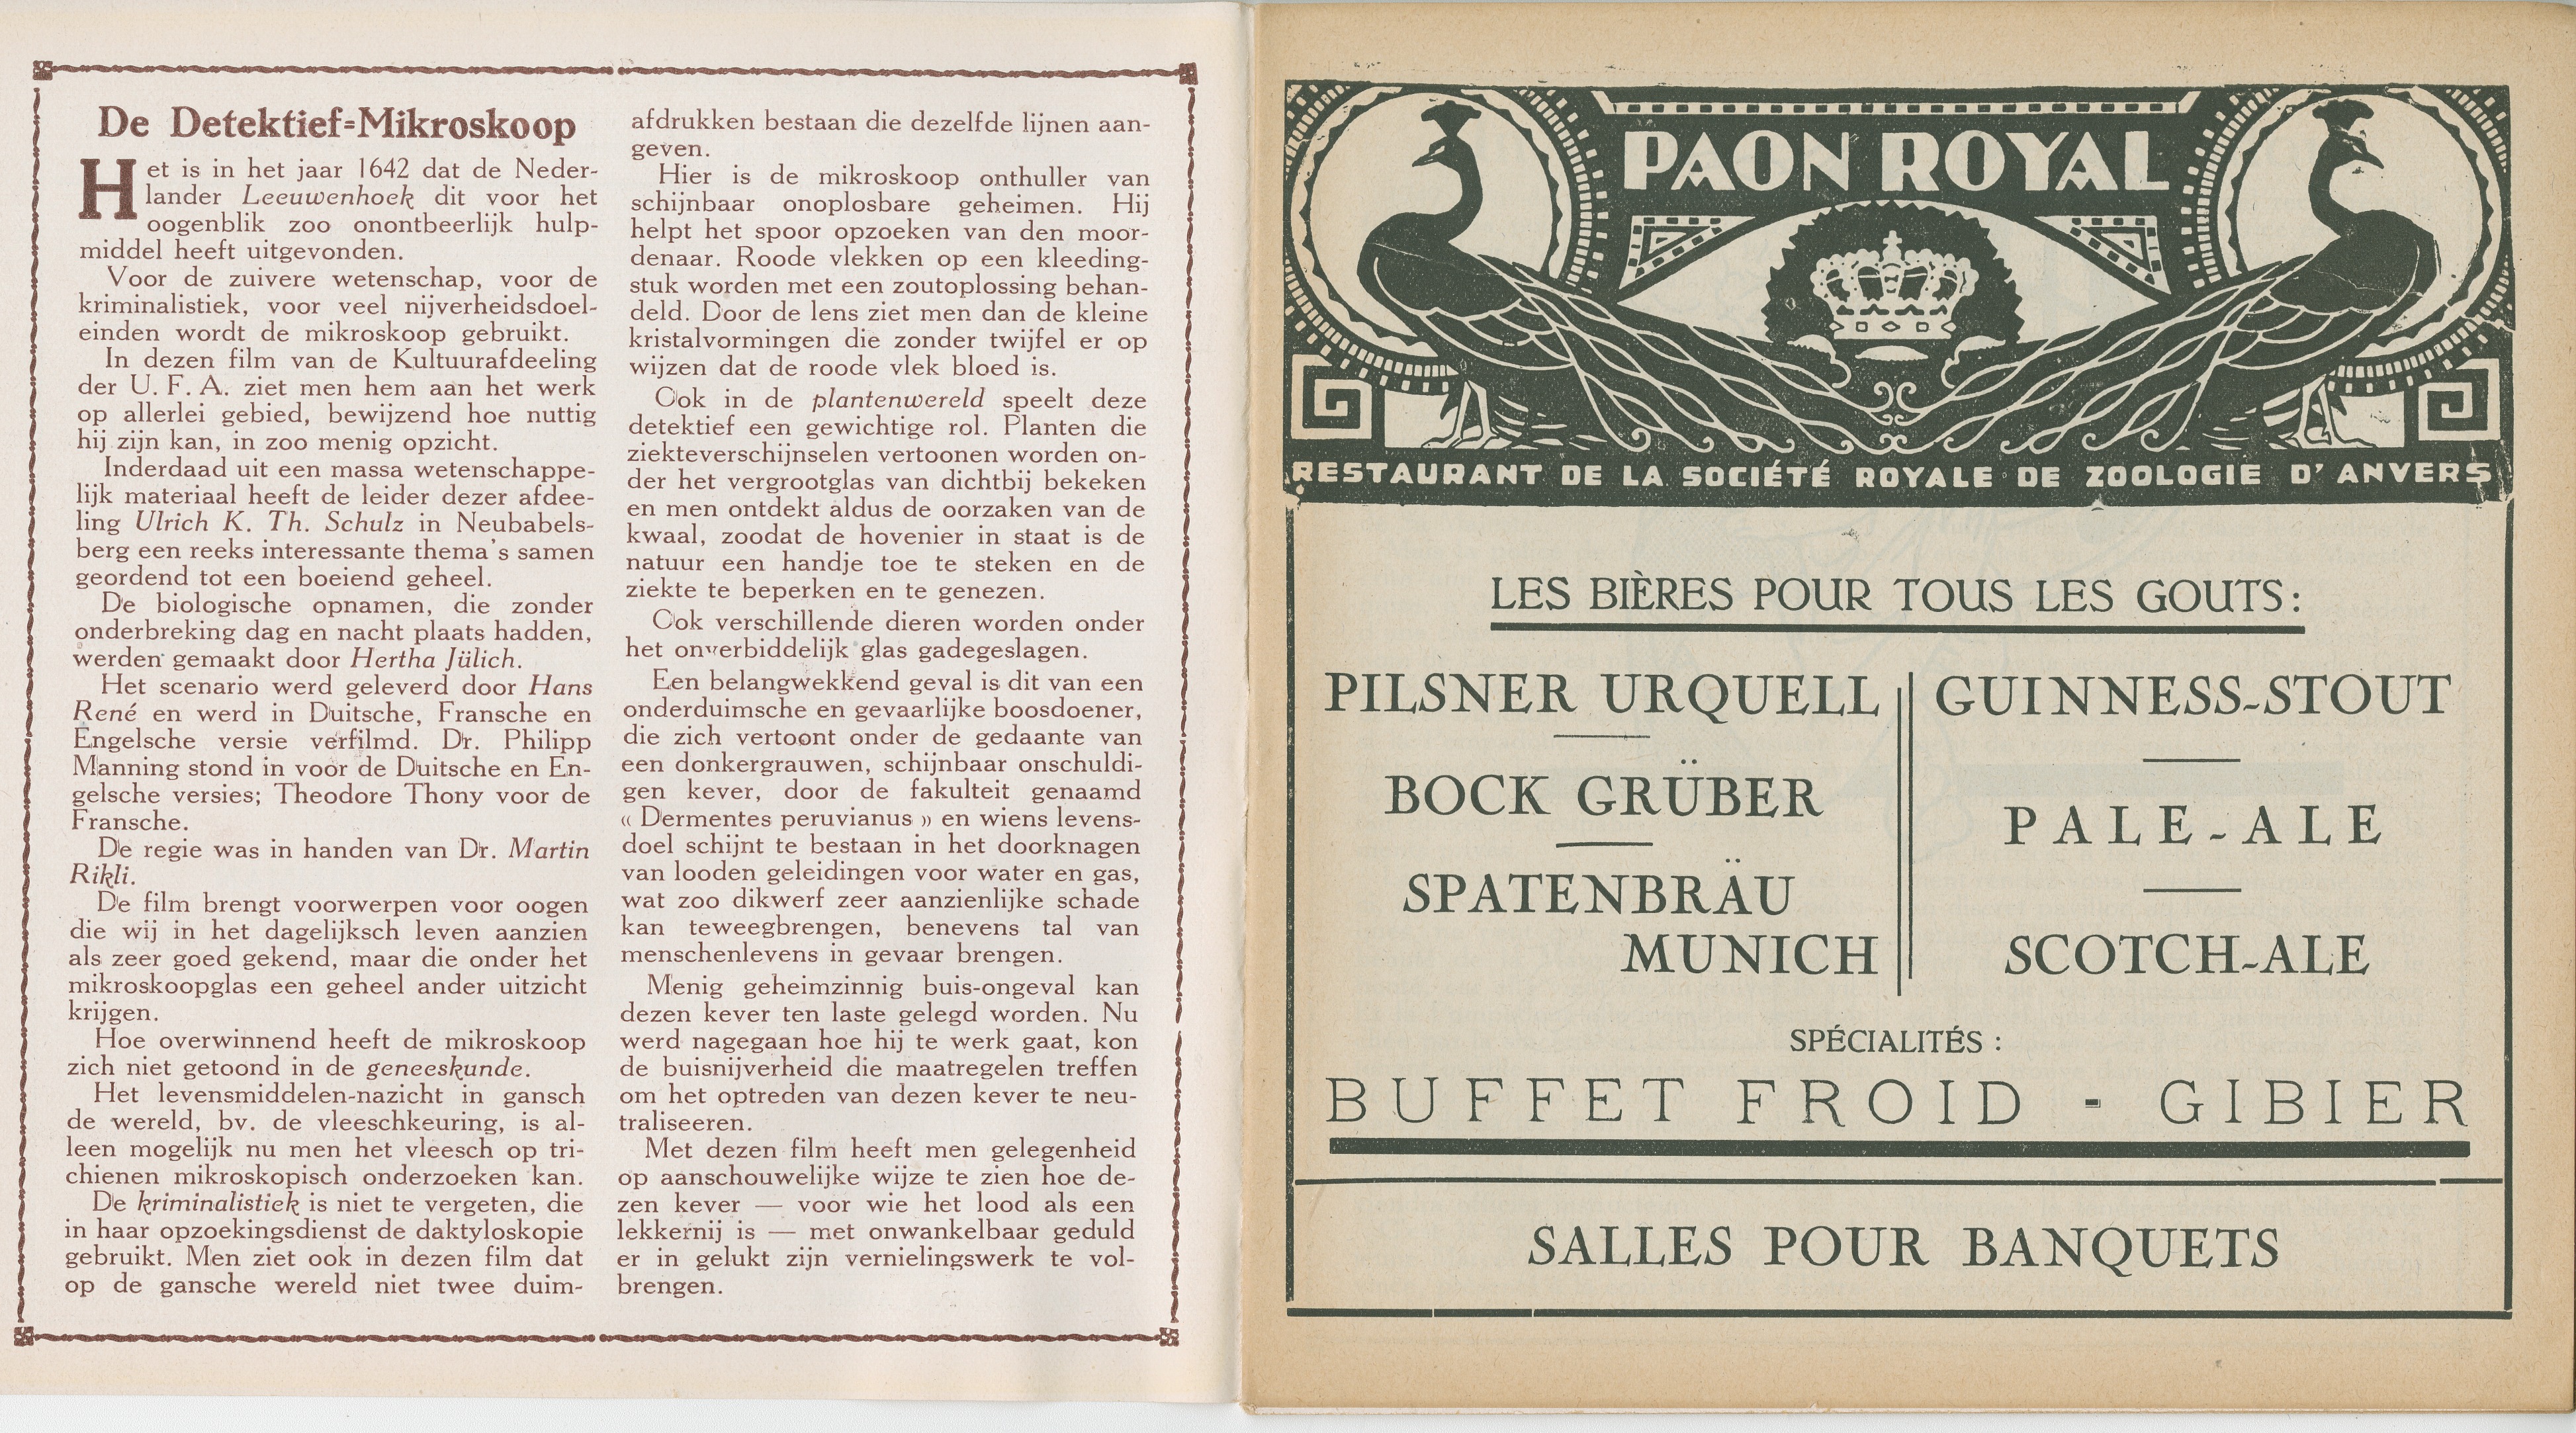 De Detektief-Mikroskoop
Het is in het jaar 1642 dat de Neder-
lander Leeuwenhoek dit voor het
oogenblik zoo onontbeerlijk hulp-
middel heeft uitgevonden.
Voor de zuivere wetenschap, voor de
kriminalistiek, voor veel nijverheidsdoel-
einden wordt de mikroskoop gebruikt.
In dezen film van de Kultuurafdeeling
der U. F. A. ziet men hem aan het werk
op allerlei gebied, bewijzend hoe nuttig
hij zijn kan, in zoo menig opzicht.
Inderdaad uit een massa wetenschappe-
lijk materiaal heeft de leider dezer afdee-
ling Ulrich K. Th. Schulz in Neubabels-
berg een reeks interessante thema's samen
geordend tot een boeiend geheel.
De biologische opnamen, die zonder
onderbreking dag en nacht plaats hadden,
werden gemaakt door Hertha Jülich.
Het scenario werd geleverd door Hans
René en werd in Duitsche, Fransche en
Engelsche versie verfilmd. Dr. Philipp
Manning stond in voor de Duitsche en En-
gelsche versies; Theodore Thony voor de
Fransche.
De regie was in handen van Dr. Martin
Rikli.
De film brengt voorwerpen voor oogen
die wij in het dagelijksch leven aanzien
als zeer goed gekend, maar die onder het
mikroskoopglas een geheel ander uitzicht
krijgen.
Hoe overwinnend heeft de mikroskoop
zich niet getoond in de geneeskunde.
Het levensmiddelen-nazicht in gansch
de wereld, bv. de vleeschkeuring, is al-
leen mogelijk nu men het vleesch op tri-
chienen mikroskopisch onderzoeken kan.
De kriminalistiek is niet te vergeten, die
in haar opzoekingsdienst de daktyloskopie
gebruikt. Men ziet ook in dezen film dat
op de gansche wereld niet twee duim-
afdrukken bestaan die dezelfde lijnen aan-
geven.
Hier is de mikroskoop onthuller van
schijnbaar onoplosbare geheimen. Hij
helpt het spoor opzoeken van den moor-
denaar. Roode vlekken op een kleeding-
stuk worden met een zoutoplossing behan-
deld. Door de lens ziet men dan de kleine
kristalvormingen die zonder twijfel er op
wijzen dat de roode vlek bloed is.
Ook in de plantenwereld speelt deze
detektief een gewichtige rol. Planten die
ziekteverschijnselen vertoonen worden on-
der het vergrootglas van dichtbij bekeken
en men ontdekt aldus de oorzaken van de
kwaal, zoodat de hovenier in staat is de
natuur een handje toe te steken en de
ziekte te beperken en te genezen.
Ook verschillende dieren worden onder
het onverbiddelijk glas gadegeslagen.
Een belangwekkend geval is dit van een
onderduimsche en gevaarlijke boosdoener,
die zich vertoont onder de gedaante van
een donkergrauwen, schijnbaar onschuldi-
gen kever, door de fakulteit genaamd
« Dermentes peruvianus » en wiens levens-
doel schijnt te bestaan in het doorknagen
van looden geleidingen voor water en gas,
wat zoo dikwerf zeer aanzienlijke schade
kan teweegbrengen, benevens tal van
menschenlevens in gevaar brengen.
Menig geheimzinnig buis-ongeval kan
dezen kever ten laste gelegd worden. Nu
werd nagegaan hoe hij te werk gaat, kon
de buisnijverheid die maatregelen treffen
om het optreden van dezen kever te neu-
traliseeren.
Met dezen film heeft men gelegenheid
op aanschouwelijke wijze te zien hoe de-
zen kever — voor wie het lood als een
lekkernij is — met onwankelbaar geduld
er in gelukt zijn vernielingswerk te vol-
brengen.
PAON ROYAL
RESTAURANT DE LA SOCIÉTÉ ROYALE DE ZOOLOGIE D'ANVERS
LES BIÈRES POUR TOUS LES GOUTS:
PILSNER URQUELL
BOCK GRÜBER
SPATENBRÄU
MUNICH
GUINNESS-STOUT
PALE-ALE
SCOTCH-ALE
SPÉCIALITÉS :
BUFFET FROID - GIBIER
SALLES POUR BANQUETS